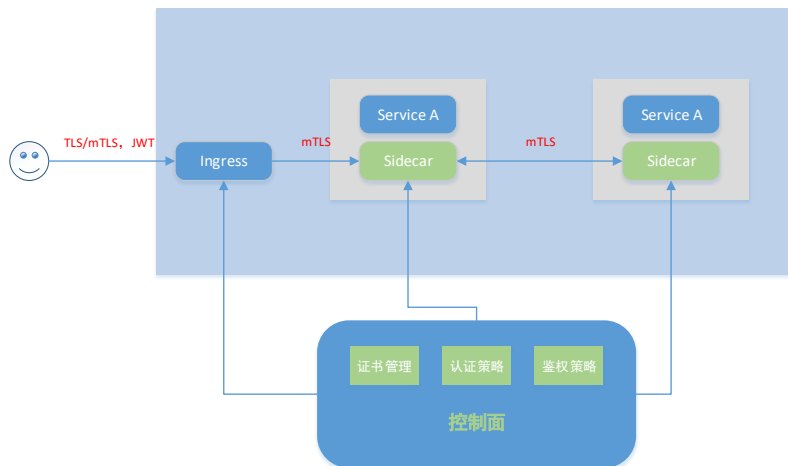 Service A
Service A
TLS/mTLS，JWT
Ingress
mTLS
Sidecar
mTLS
Sidecar
证书管理
认证策略
鉴权策略
控制面